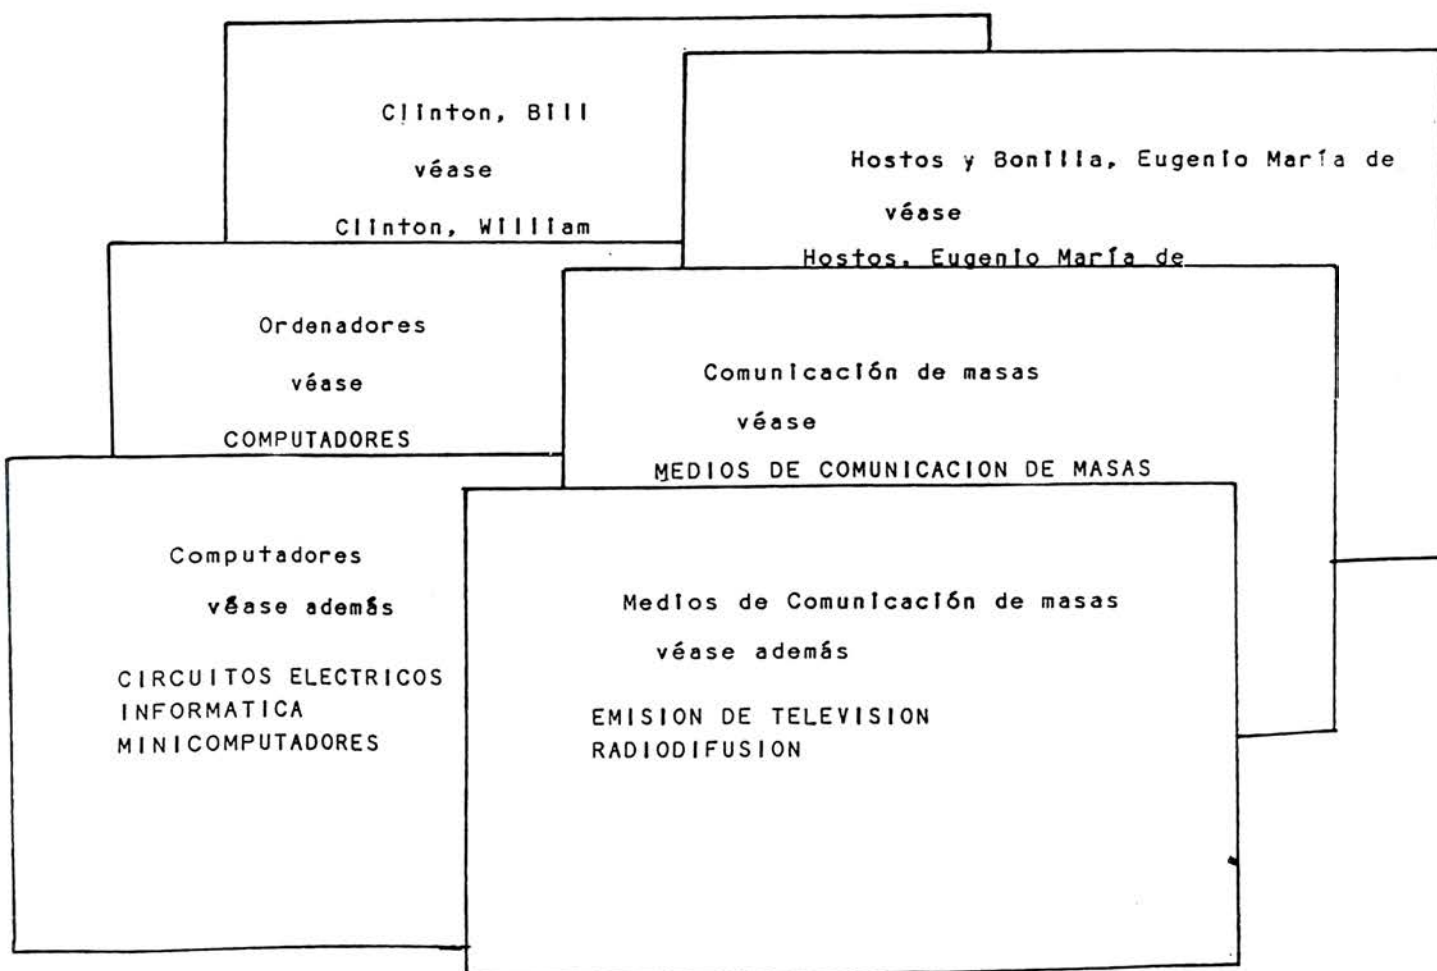 Clinton, Bill
véase
Clinton, William
Hostos y Bonilla, Eugenio María de
véase
Hostos, Eugenio María de
Ordenadores
véase
COMPUTADORES
Comunicación de masas
véase
MEDIOS DE COMUNICACION DE MASAS
Computadores
véase además
CIRCUITOS ELECTRICOS
INFORMATICA
MINICOMPUTADORES
Medios de Comunicación de masas
véase además
EMISION DE TELEVISION
RADIODIFUSION